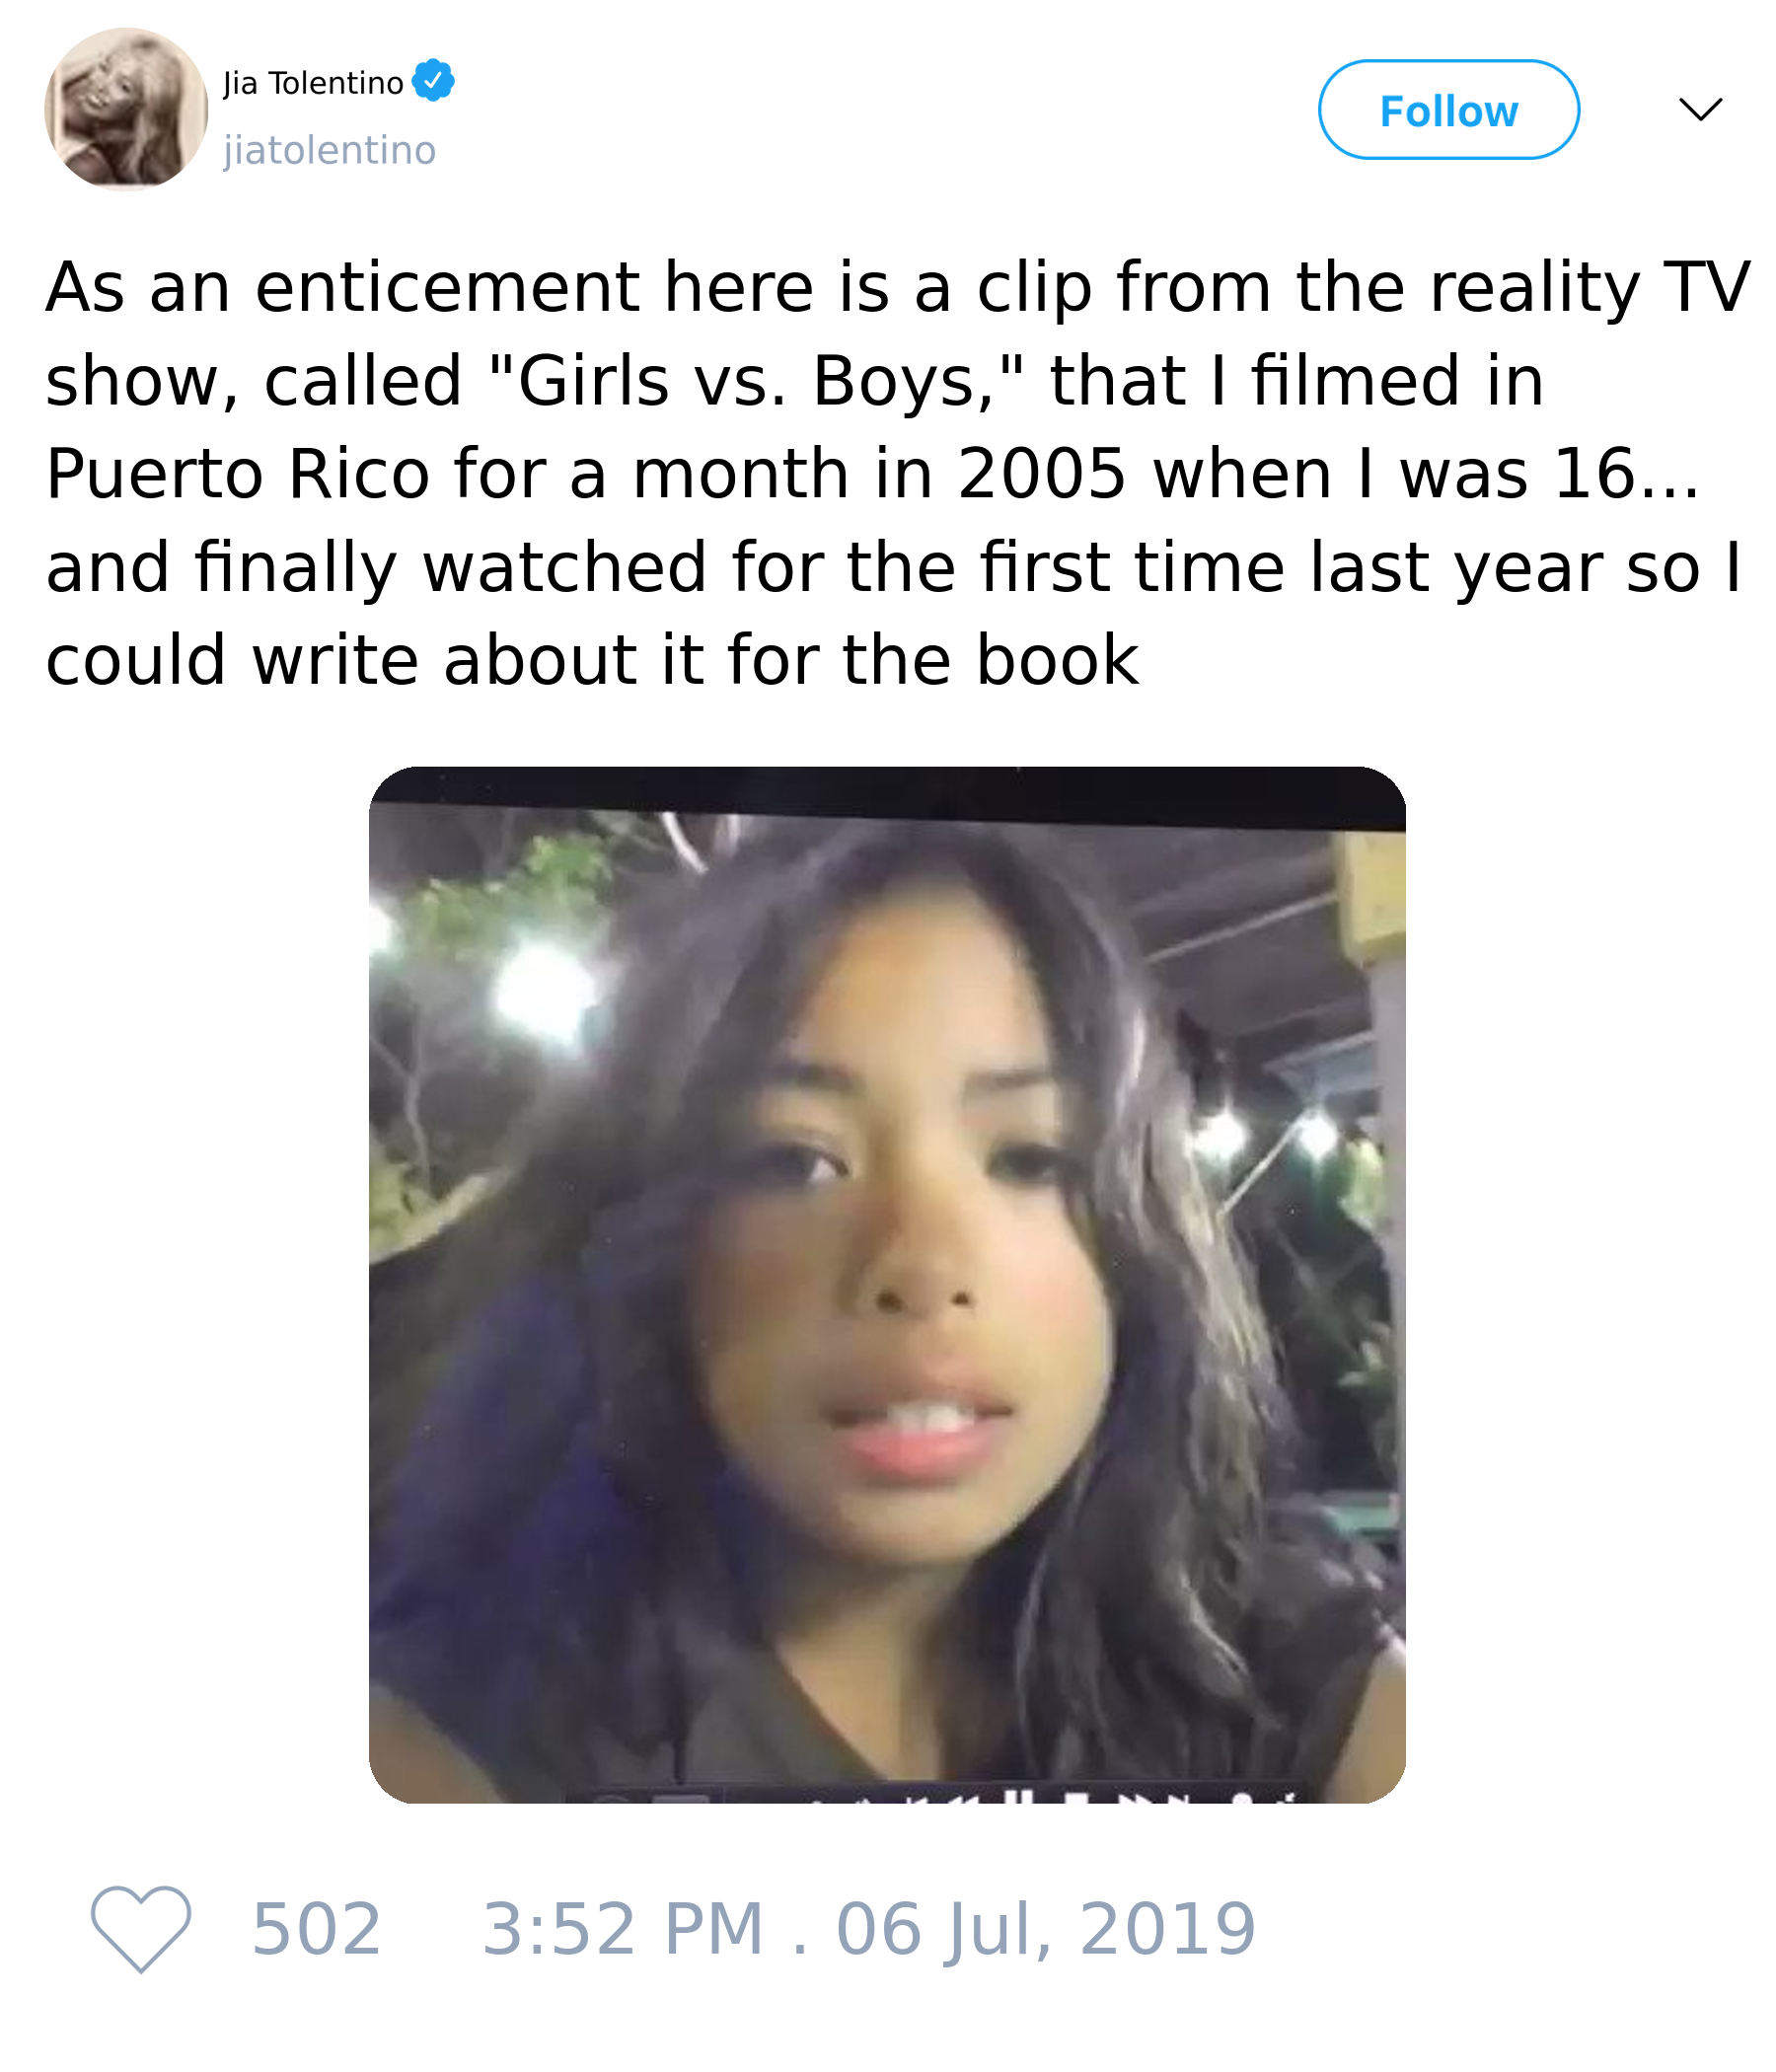 Jia Tolentino
jiatolentino
Follow
As an enticement here is a clip from the reality TV
show, called "Girls vs. Boys," that I filmed in
Puerto Rico for a month in 2005 when I was 16...
and finally watched for the first time last year so I
could write about it for the book
502 3:52 PM . 06 Jul, 2019